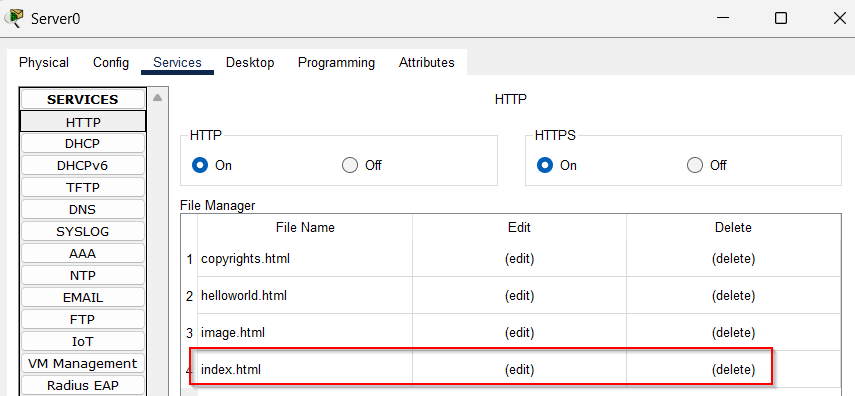 Server0
Physical Config Services Desktop Programming Attributes
SERVICES
HTTP
DHCP
DHCPv6
TFTP
DNS
SYSLOG
AAA
NTP
EMAIL
FTP
IoT
VM Management
Radius EAP
HTTP
HTTP
On Off
HTTPS
On Off
File Manager
File Name Edit Delete
1 copyrights.html (edit) (delete)
2 helloworld.html (edit) (delete)
3 image.html (edit) (delete)
4 index.html (edit) (delete)